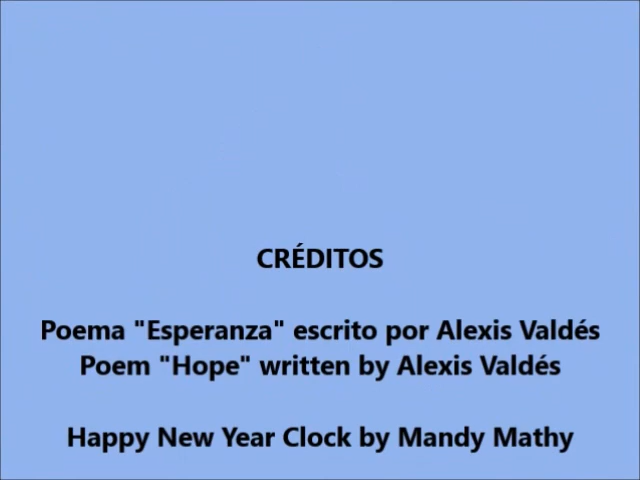 CRÉDITOS
Poema "Esperanza" escrito por Alexis Valdés
Poem "Hope" written by Alexis Valdés
Happy New Year Clock by Mandy Mathy